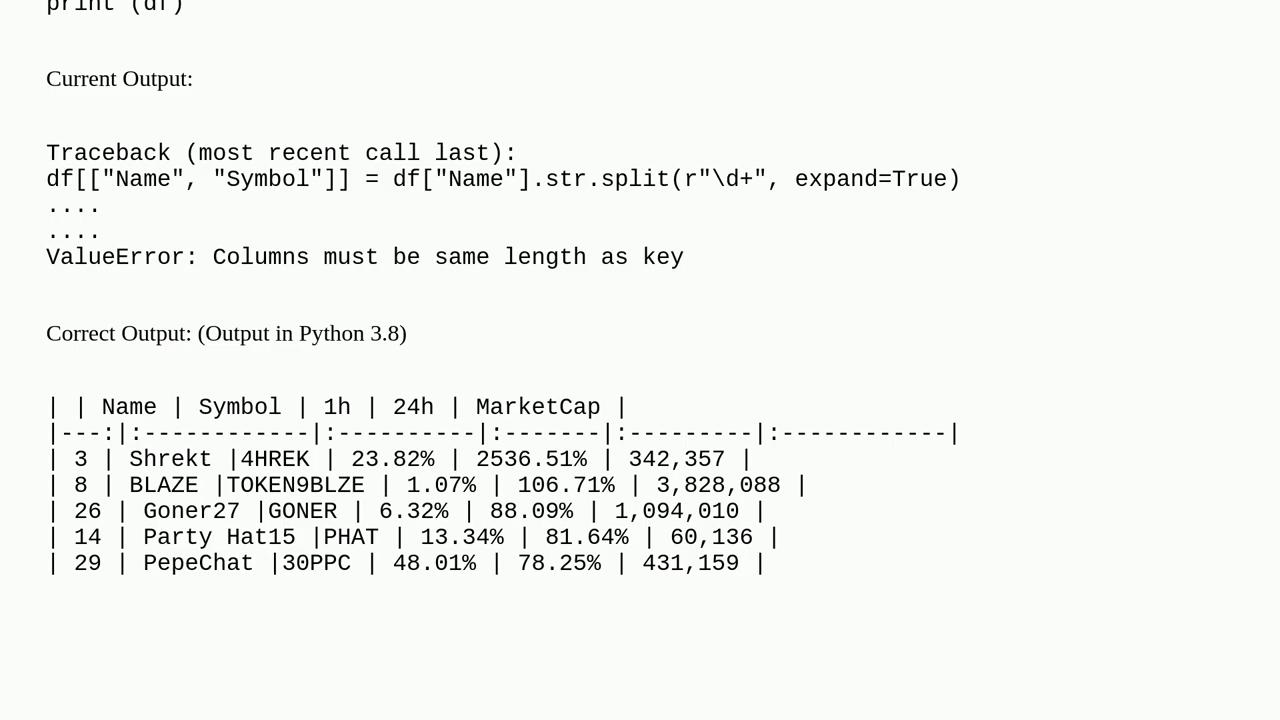 print (df)
Current Output:
Traceback (most recent call last):
df[["Name", "Symbol"]] = df["Name"].str.split(r"\d+", expand=True)
....
....
ValueError: Columns must be same length as key
Correct Output: (Output in Python 3.8)
| | Name | Symbol | 1h | 24h | MarketCap |
|---:|:------------|:----------|:-------|:---------|:------------|
| 3 | Shrekt |4HREK | 23.82% | 2536.51% | 342,357 |
| 8 | BLAZE |TOKEN9BLZE | 1.07% | 106.71% | 3,828,088 |
| 26 | Goner27 |GONER | 6.32% | 88.09% | 1,094,010 |
| 14 | Party Hat15 |PHAT | 13.34% | 81.64% | 60,136 |
| 29 | PepeChat |30PPC | 48.01% | 78.25% | 431,159 |